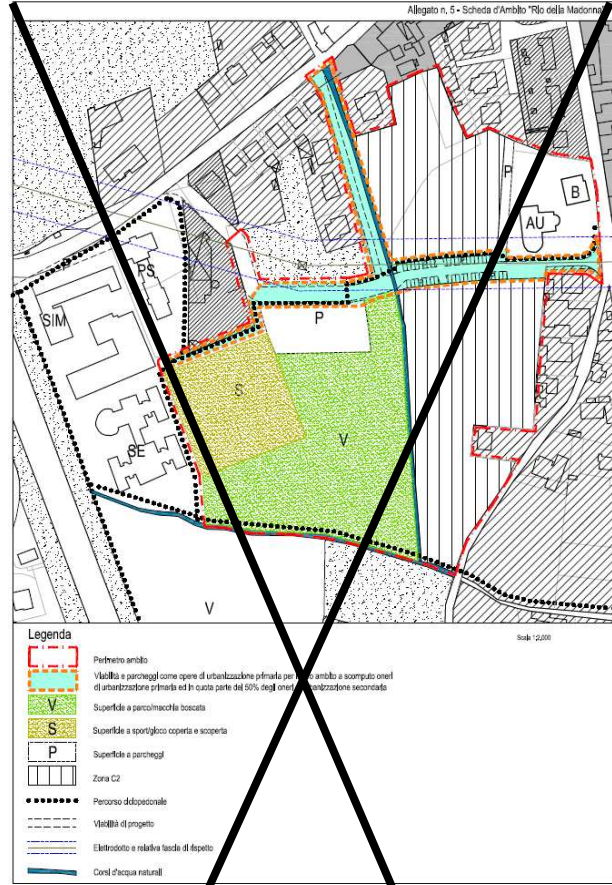 Allegato n. 5 - Scheda d'Ambito "Rio della Madonna"
P
B
AU
P
PS
SIM
P
S
V
SE
V
Legenda
Scala 1:2.000
Perimetro ambito
Viabilità e parcheggi come opere di urbanizzazione primaria per ambito a scomputo oneri
di urbanizzazione primaria ed in quota parte del 50% degli oneri urbanizzazione secondaria
V Superficie a parco/macchia boscata
S Superficie a sport/gioco coperta e scoperta
P Superficie a parcheggi
Zona C2
Percorso ciclopedonale
Viabilità di progetto
Elettrodotto e relativa fascia di rispetto
Corsi d'acqua naturali